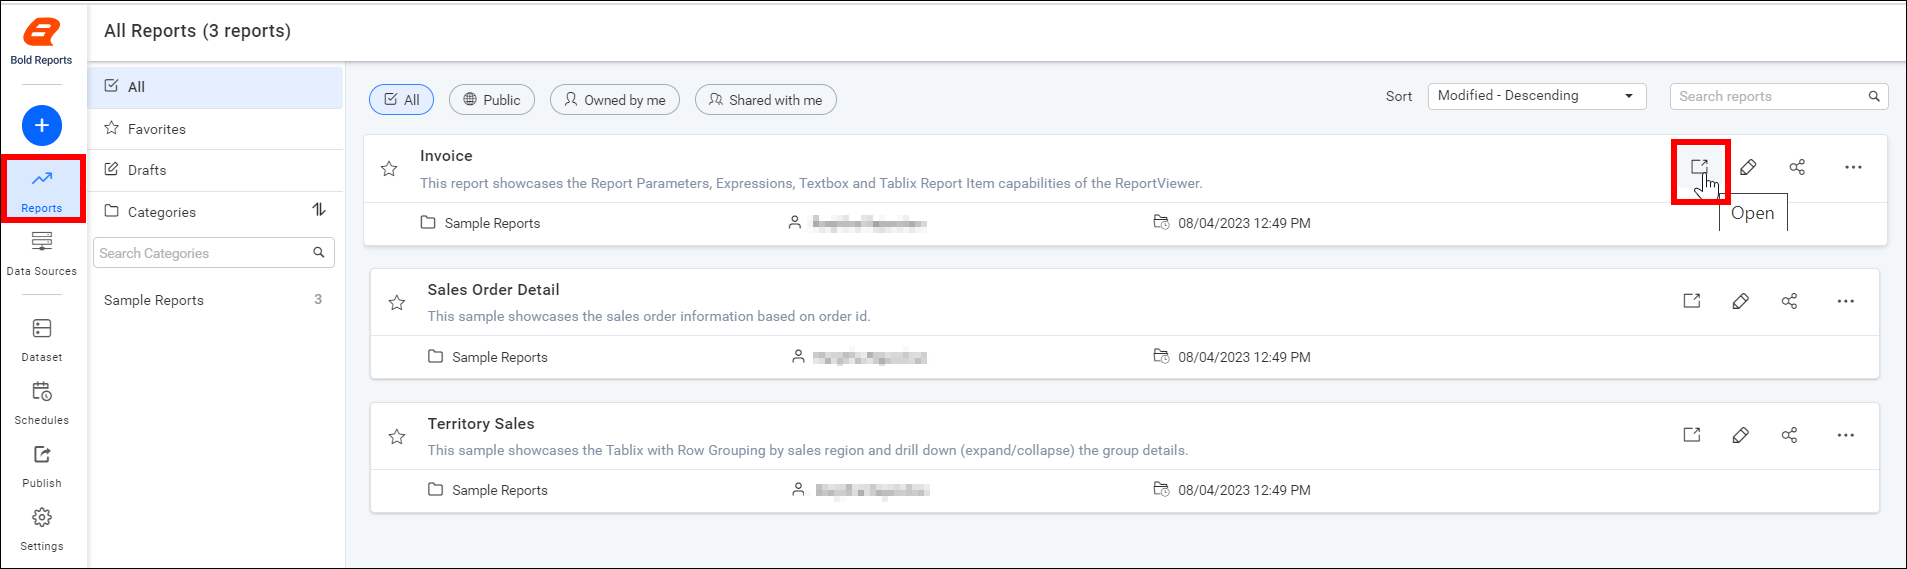 Bold Reports
Reports
Data Sources
Dataset
Schedules
Publish
Settings
All Reports (3 reports)
All
Favorites
Drafts
Categories
Search Categories
Sample Reports 3
All Public Owned by me Shared with me
Sort Modified - Descending Search reports
Invoice
This report showcases the Report Parameters, Expressions, Textbox and Tablix Report Item capabilities of the ReportViewer.
Open
Sample Reports 08/04/2023 12:49 PM
Sales Order Detail
This sample showcases the sales order information based on order id.
Sample Reports 08/04/2023 12:49 PM
Territory Sales
This sample showcases the Tablix with Row Grouping by sales region and drill down (expand/collapse) the group details.
Sample Reports 08/04/2023 12:49 PM